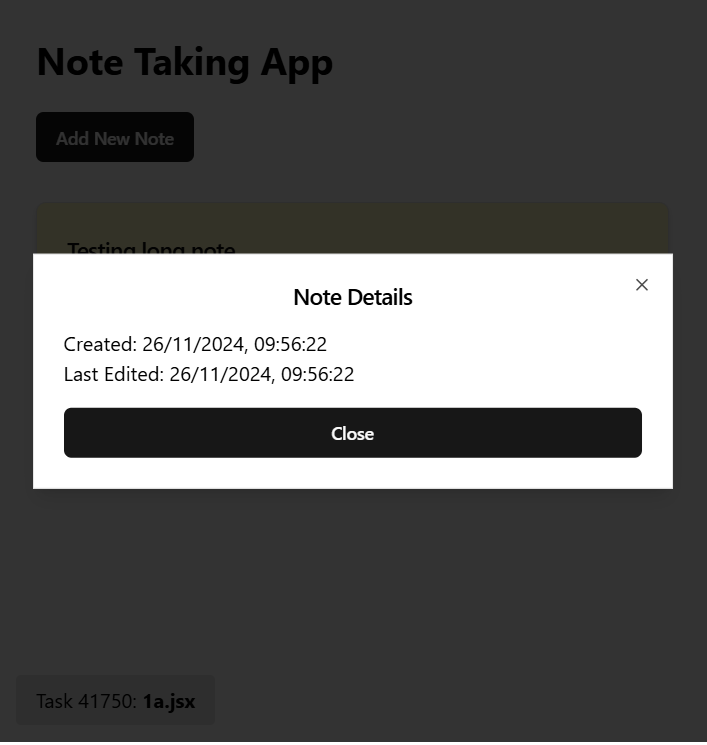 Note Taking App
Add New Note
Testing long note
Note Details
Created: 26/11/2024, 09:56:22
Last Edited: 26/11/2024, 09:56:22
Close
Task 41750: 1a.jsx